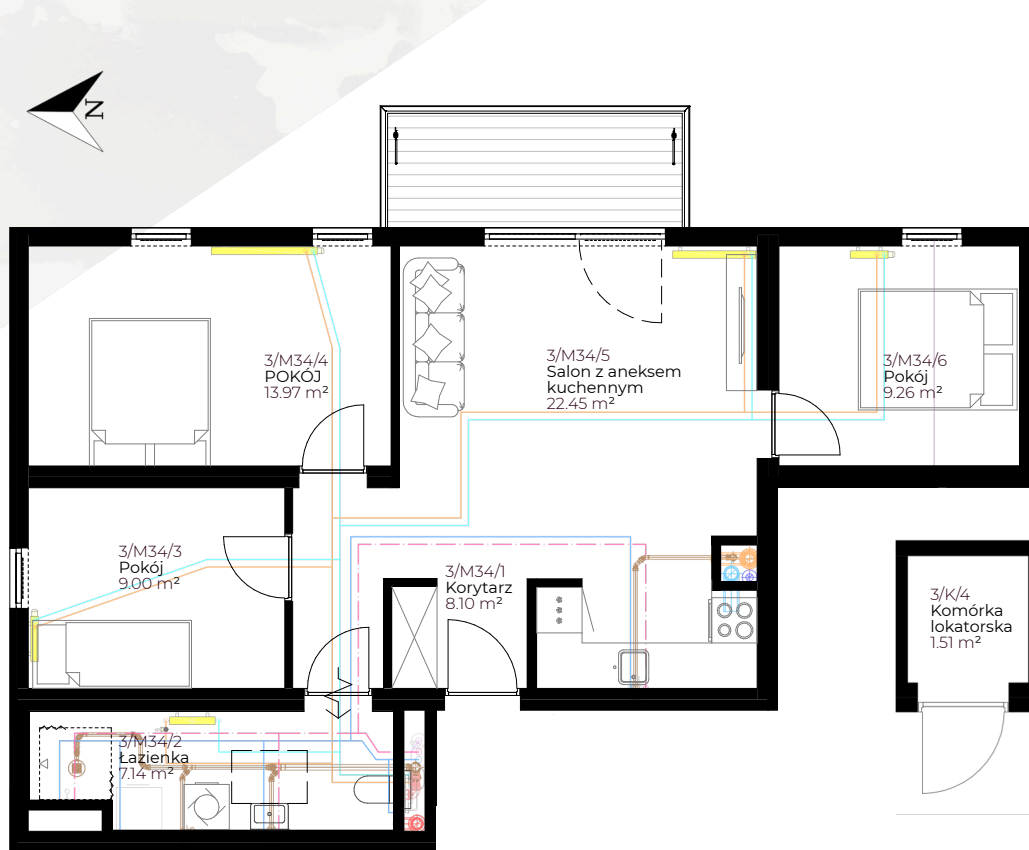 N
3/M34/4
POKÓJ
13.97 m²
3/M34/5
Salon z aneksem
kuchennym
22.45 m²
3/M34/6
Pokój
9.26 m²
3/M34/3
Pokój
9.00 m²
3/M34/1
Korytarz
8.10 m²
3/K/4
Komórka
lokatorska
1.51 m²
3/M34/2
Łazienka
7.14 m²